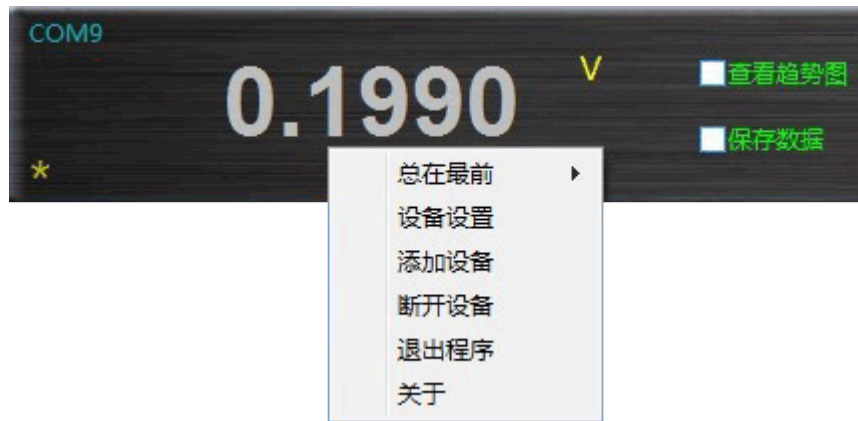 COM9
0.1990
V
查看趋势图
保存数据
*
总在最前
设备设置
添加设备
断开设备
退出程序
关于